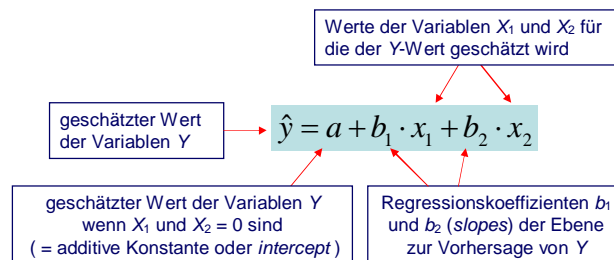 Werte der Variablen X₁ und X₂ für
die der Y-Wert geschätzt wird
geschätzter Wert
der Variablen Y
ŷ = a + b₁ · x₁ + b₂ · x₂
geschätzter Wert der Variablen Y
wenn X₁ und X₂ = 0 sind
( = additive Konstante oder intercept )
Regressionskoeffizienten b₁
und b₂ (slopes) der Ebene
zur Vorhersage von Y